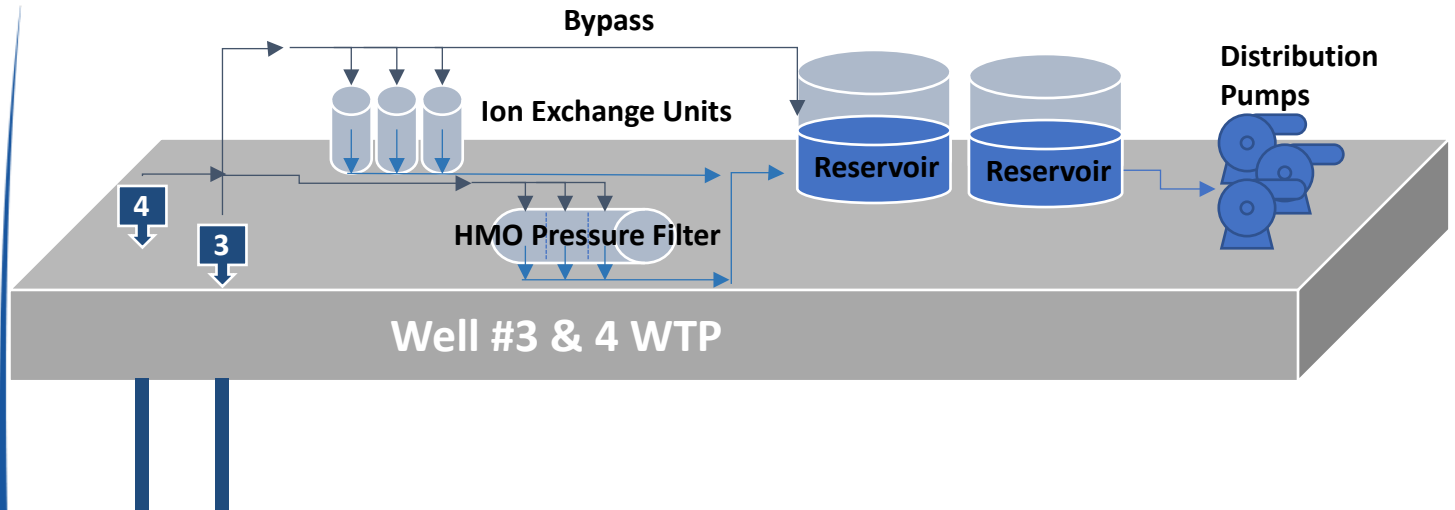 Bypass
Distribution
Pumps
Ion Exchange Units
Reservoir
Reservoir
4
3
HMO Pressure Filter
Well #3 & 4 WTP